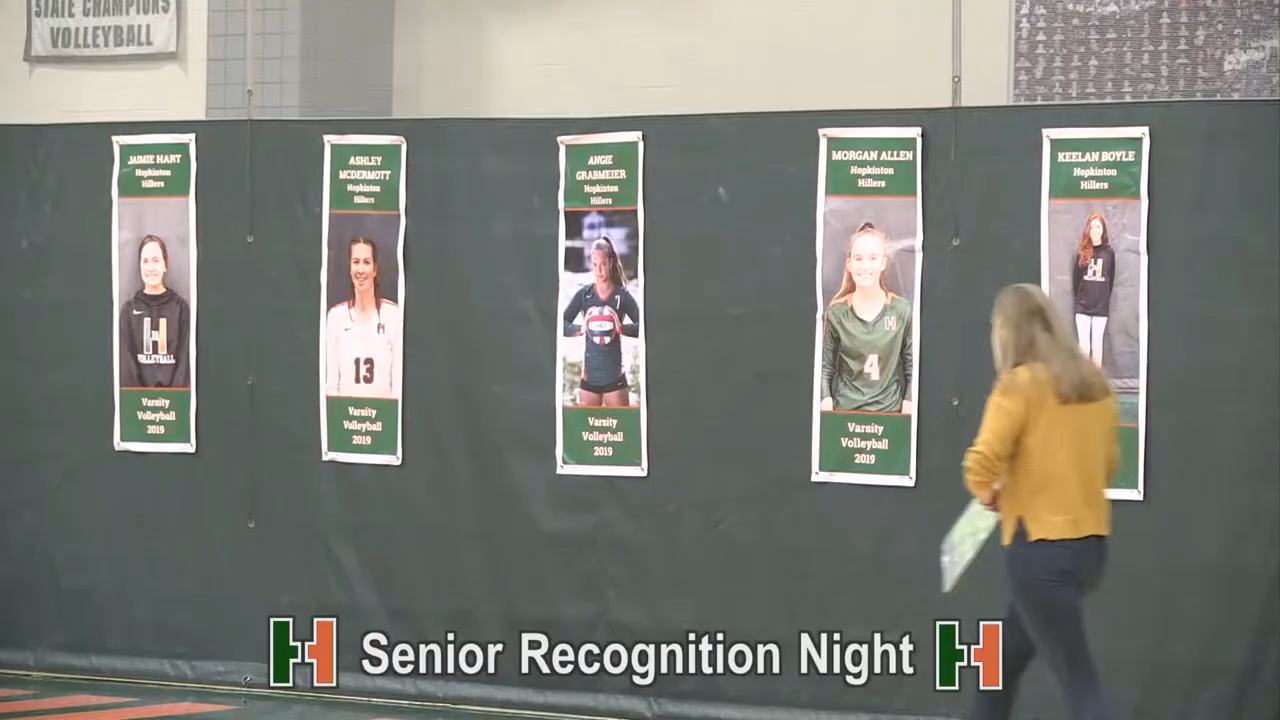 STATE CHAMPIONS
VOLLEYBALL
JAIMIE HART
Hopkinton
Hillers
H
VOLLEYBALL
Varsity
Volleyball
2019
ASHLEY
MCDERMOTT
Hopkinton
Hillers
H
13
Varsity
Volleyball
2019
ANGIE
GRABMEIER
Hopkinton
Hillers
7
Varsity
Volleyball
2019
MORGAN ALLEN
Hopkinton
Hillers
H
4
Varsity
Volleyball
2019
KEELAN BOYLE
Hopkinton
Hillers
H
H Senior Recognition Night H